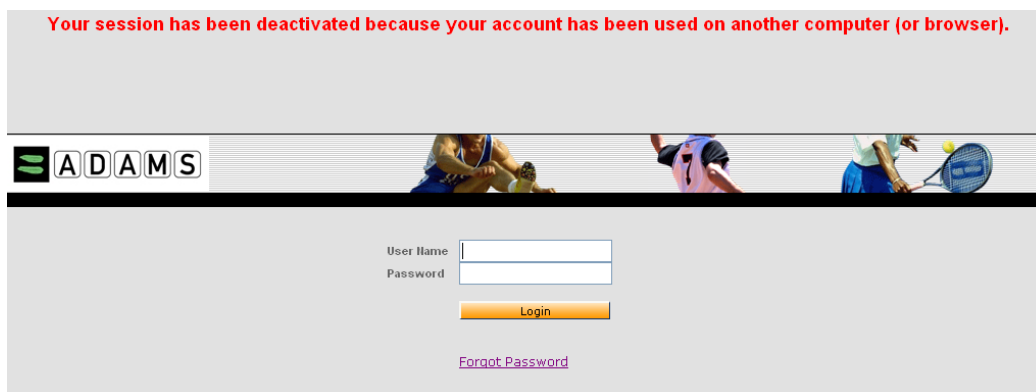 Your session has been deactivated because your account has been used on another computer (or browser).
ADAMS
User Name
Password
Login
Forgot Password